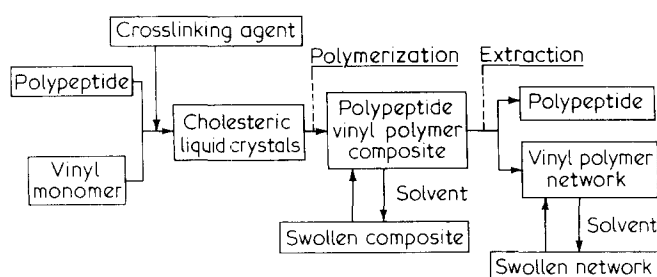 Crosslinking agent
Polypeptide
Vinyl
monomer
Cholesteric
liquid crystals
Polymerization
Polypeptide
vinyl polymer
composite
Solvent
Swollen composite
Extraction
Polypeptide
Vinyl polymer
network
Solvent
Swollen network